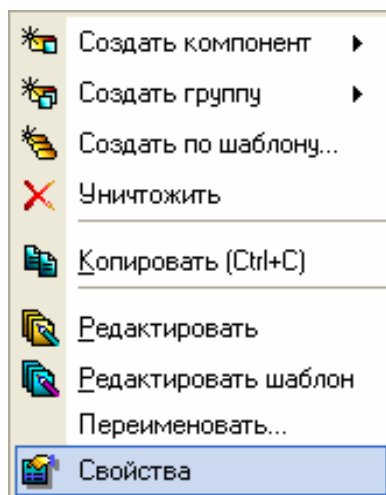 Создать компонент
Создать группу
Создать по шаблону...
Уничтожить
Копировать (Ctrl+C)
Редактировать
Редактировать шаблон
Переименовать...
Свойства